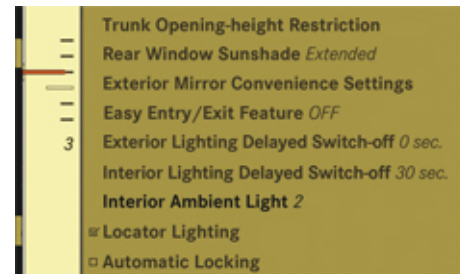 Trunk Opening-height Restriction
Rear Window Sunshade Extended
Exterior Mirror Convenience Settings
Easy Entry/Exit Feature OFF
3 Exterior Lighting Delayed Switch-off 0 sec.
Interior Lighting Delayed Switch-off 30 sec.
Interior Ambient Light 2
Locator Lighting
Automatic Locking